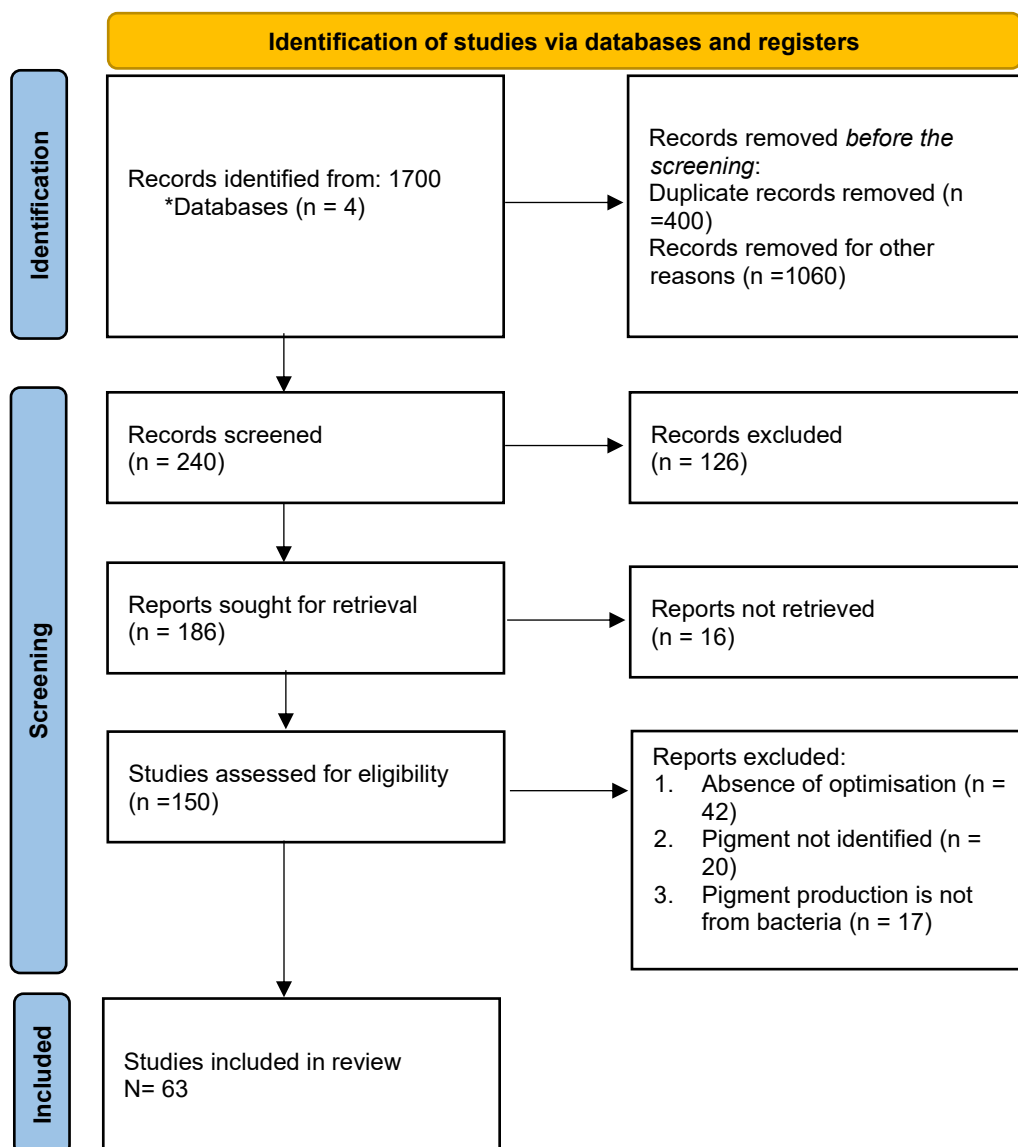 Identification of studies via databases and registers
Identification
Records identified from: 1700
*Databases (n = 4)
Records removed before the
screening:
Duplicate records removed (n
=400)
Records removed for other
reasons (n =1060)
Screening
Records screened
(n = 240)
Records excluded
(n = 126)
Reports sought for retrieval
(n = 186)
Reports not retrieved
(n = 16)
Studies assessed for eligibility
(n =150)
Reports excluded:
1. Absence of optimisation (n =
42)
2. Pigment not identified (n =
20)
3. Pigment production is not
from bacteria (n = 17)
Included
Studies included in review
N= 63